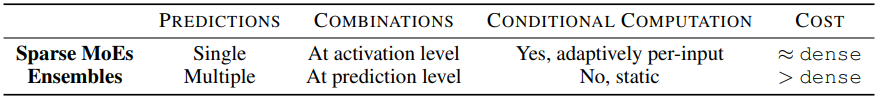 PREDICTIONS COMBINATIONS CONDITIONAL COMPUTATION COST
Sparse MoEs Single At activation level Yes, adaptively per-input ≈ dense
Ensembles Multiple At prediction level No, static > dense